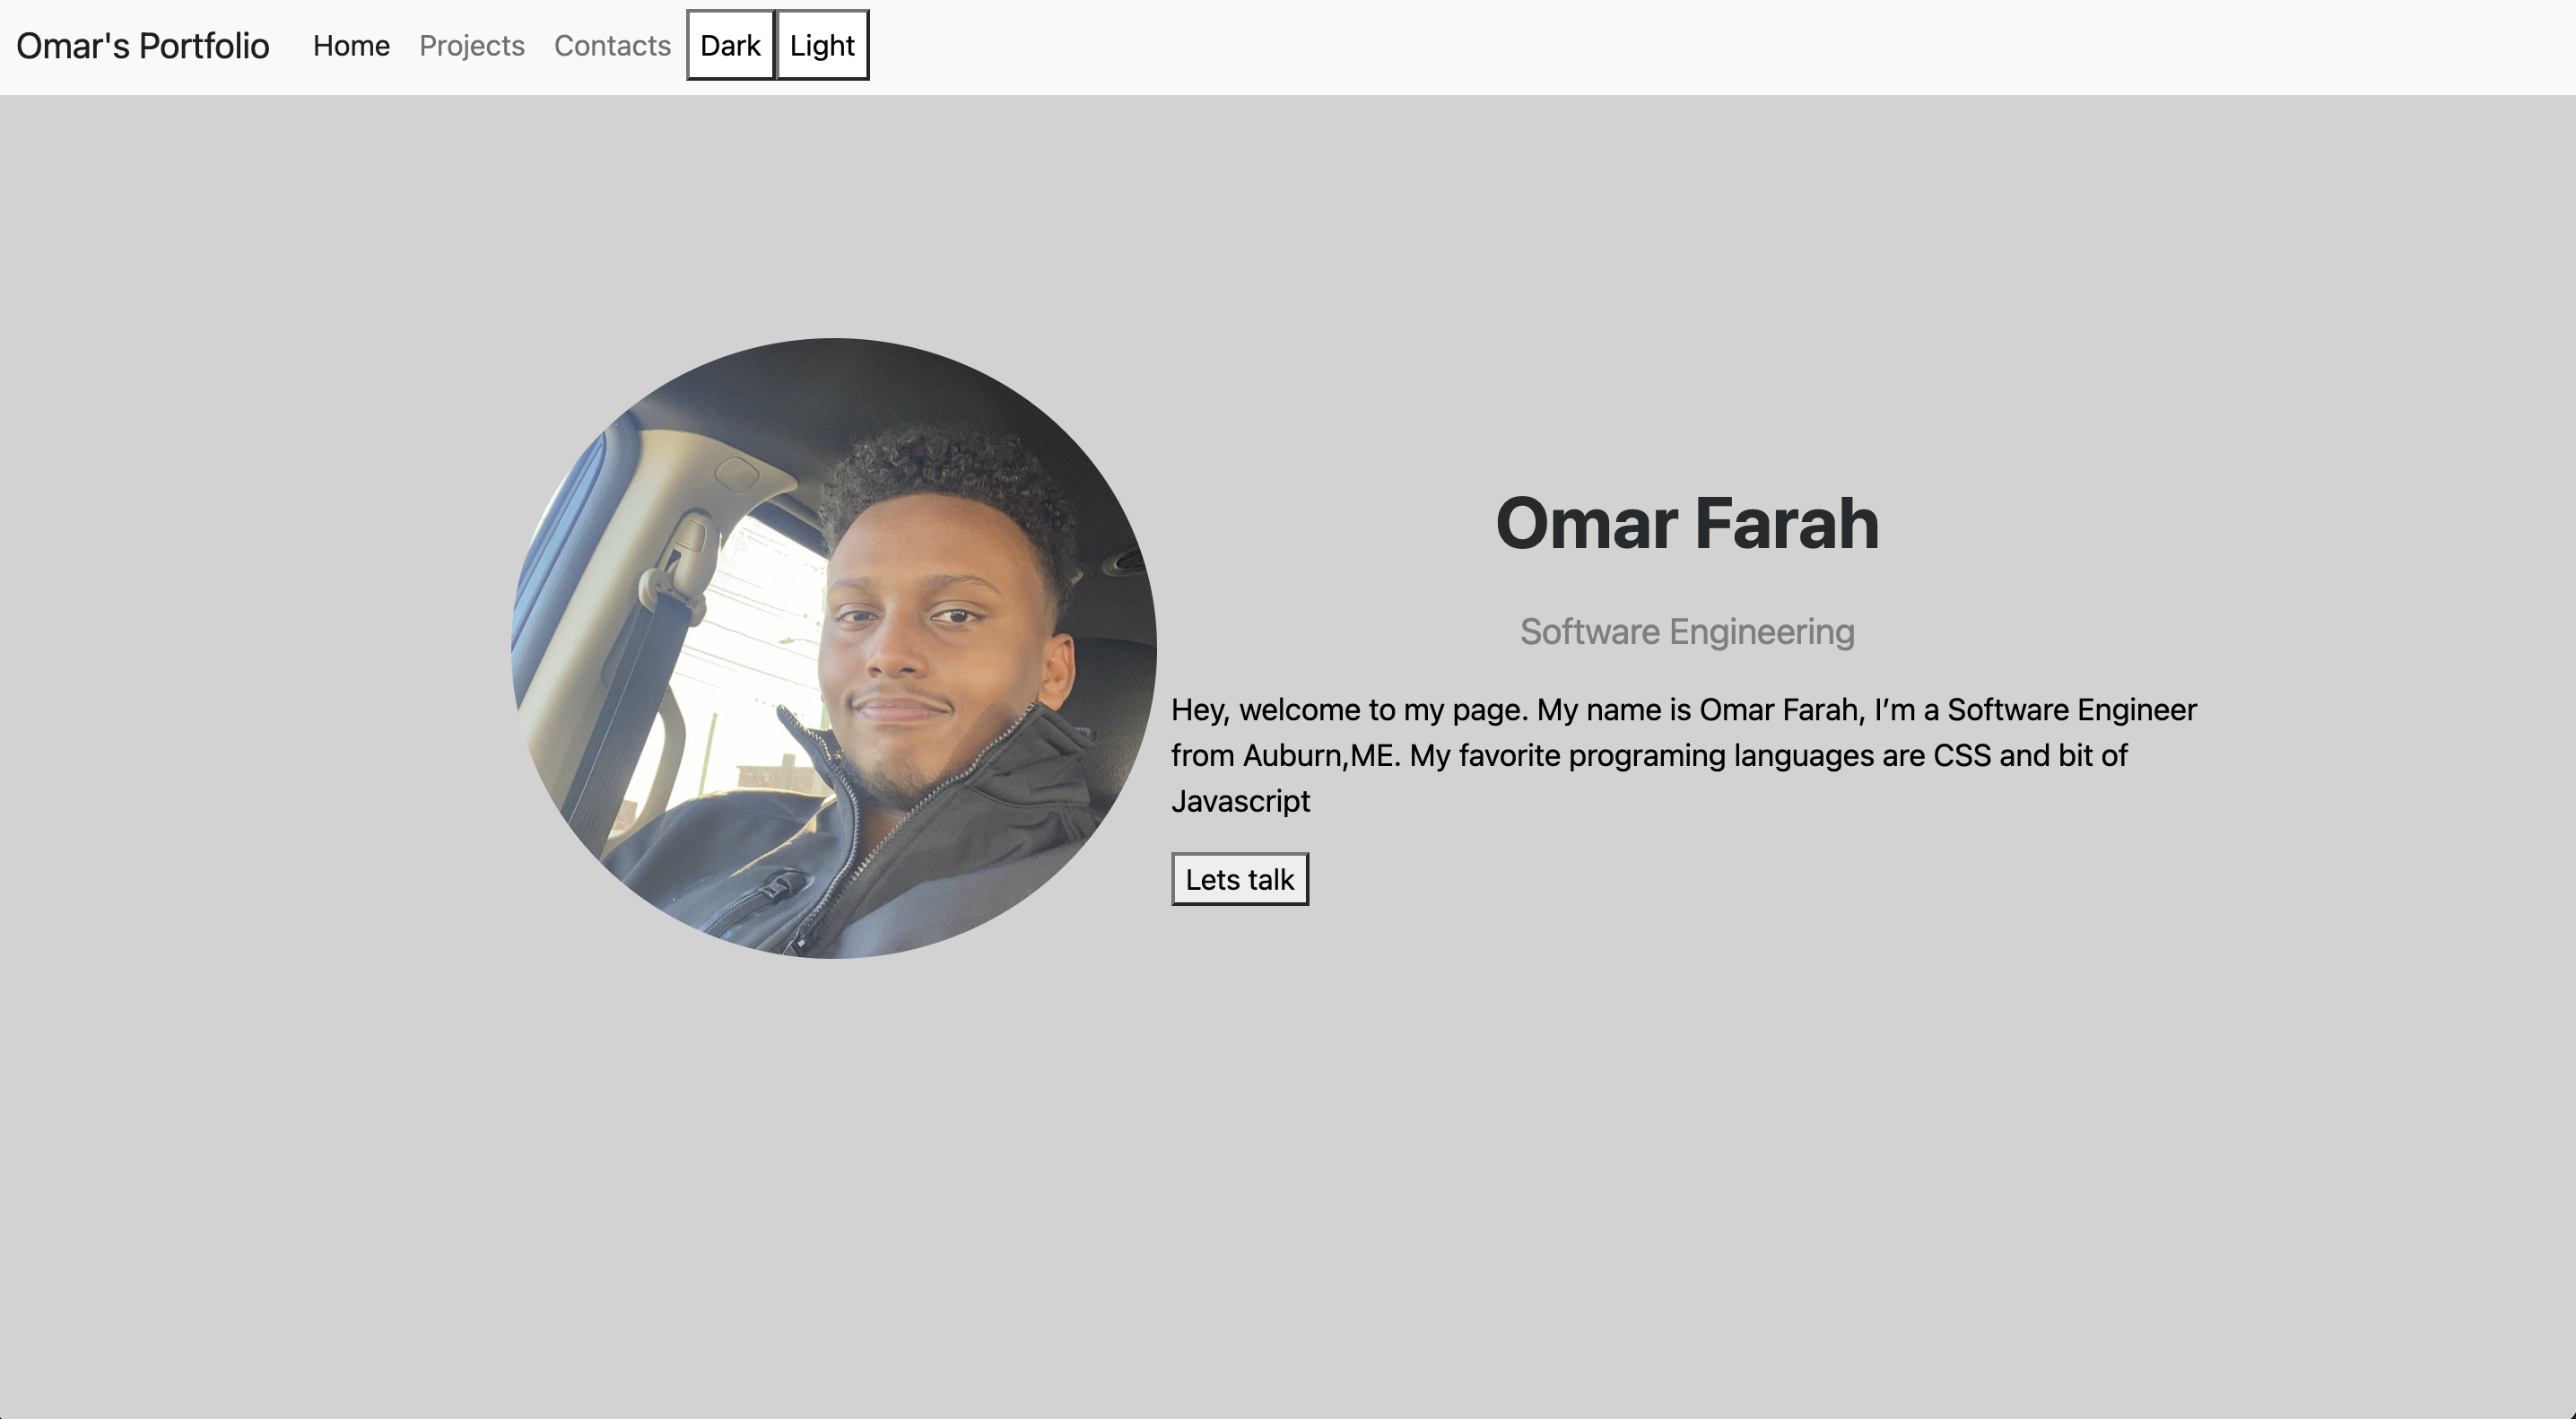 Omar's Portfolio Home Projects Contacts Dark Light
Omar Farah
Software Engineering
Hey, welcome to my page. My name is Omar Farah, I’m a Software Engineer
from Auburn,ME. My favorite programing languages are CSS and bit of
Javascript
Lets talk